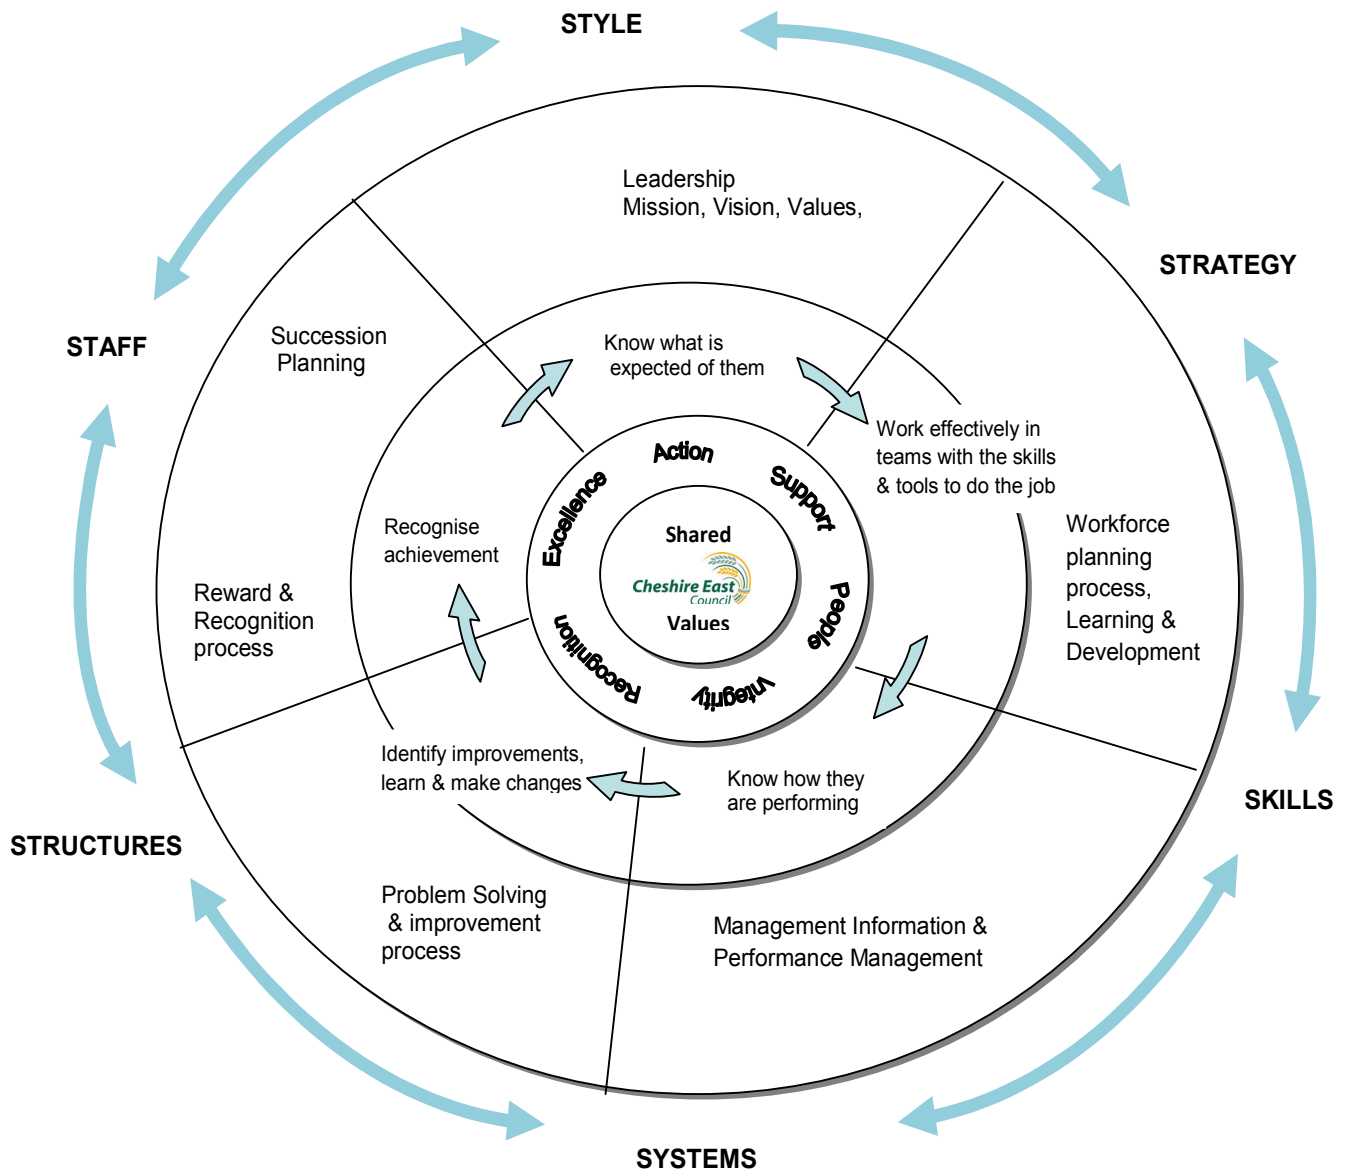 STYLE
Leadership
Mission, Vision, Values,
STRATEGY
STAFF
Succession
Planning
Know what is
expected of them
Work effectively in
teams with the skills
& tools to do the job
Action
Support
People
Integrity
Recognition
Excellence
Shared
Cheshire East
Council
Values
Recognise
achievement
Reward &
Recognition
process
Workforce
planning
process,
Learning &
Development
Identify improvements,
learn & make changes
Know how they
are performing
SKILLS
STRUCTURES
Problem Solving
& improvement
process
Management Information &
Performance Management
SYSTEMS